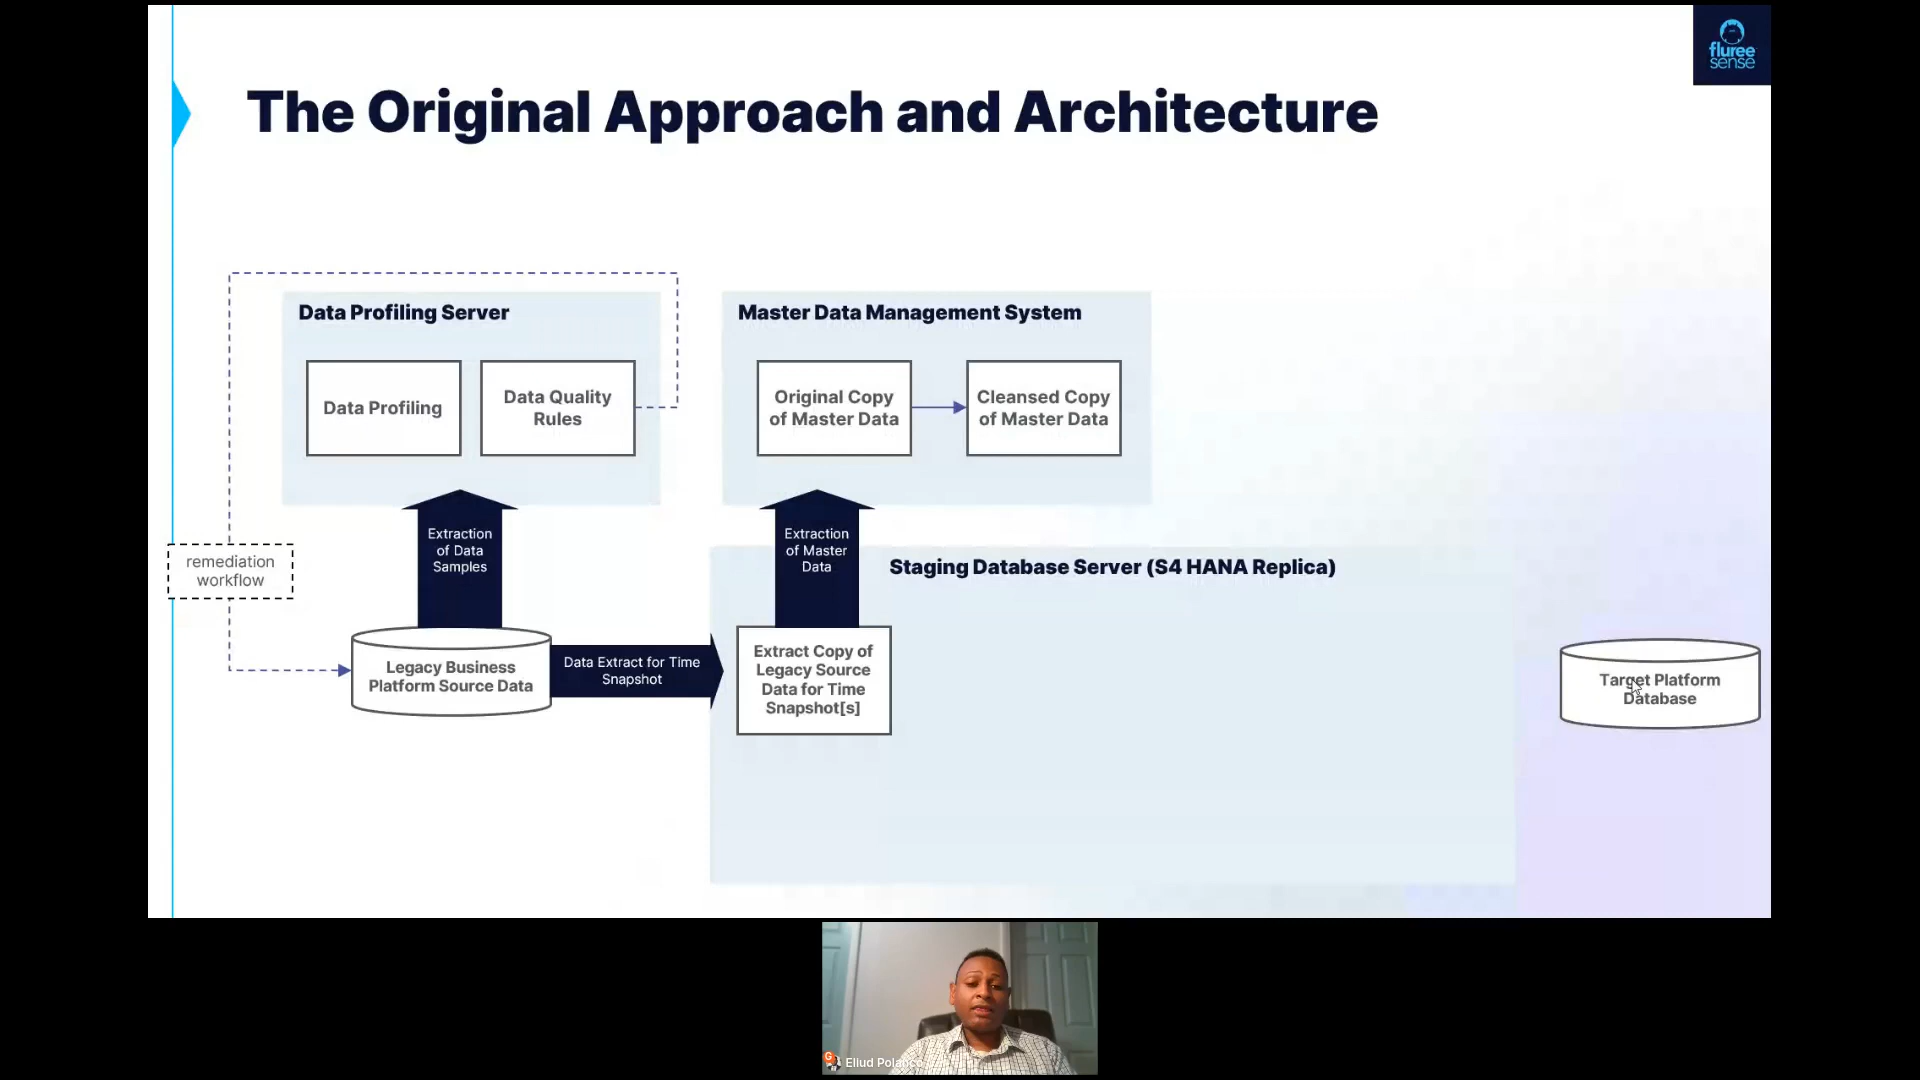 fluree
sense
The Original Approach and Architecture
Data Profiling Server
Data Profiling
Data Quality
Rules
Master Data Management System
Original Copy
of Master Data
Cleansed Copy
of Master Data
Extraction
of Data
Samples
Extraction
of Master
Data
remediation
workflow
Staging Database Server (S4 HANA Replica)
Legacy Business
Platform Source Data
Data Extract for Time
Snapshot
Extract Copy of
Legacy Source
Data for Time
Snapshot[s]
Target Platform
Database
G
Eliud Polanco